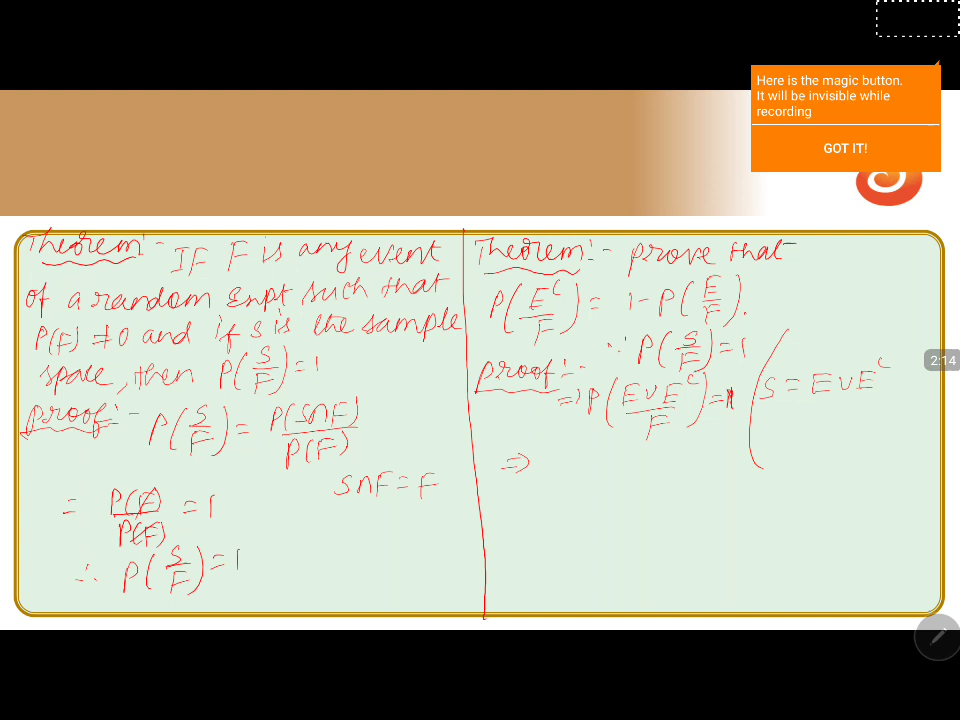 Here is the magic button.
It will be invisible while
recording
GOT IT!
Theorem:- IF F is any event
of a random Expt such that
P(F) ≠ 0 and if S is the sample
space, then P(S/F) = 1
proof:- P(S/F) = P(S∩F)/P(F)
S∩F = F
= P(F)/P(F) = 1
∴ P(S/F) = 1
Theorem:- prove that
P(E^c/F) = 1 - P(E/F).
proof:- ∵ P(S/F) = 1
⇒ P(E∪E^c/F) = 1 (S = E∪E^c
⇒
2:14